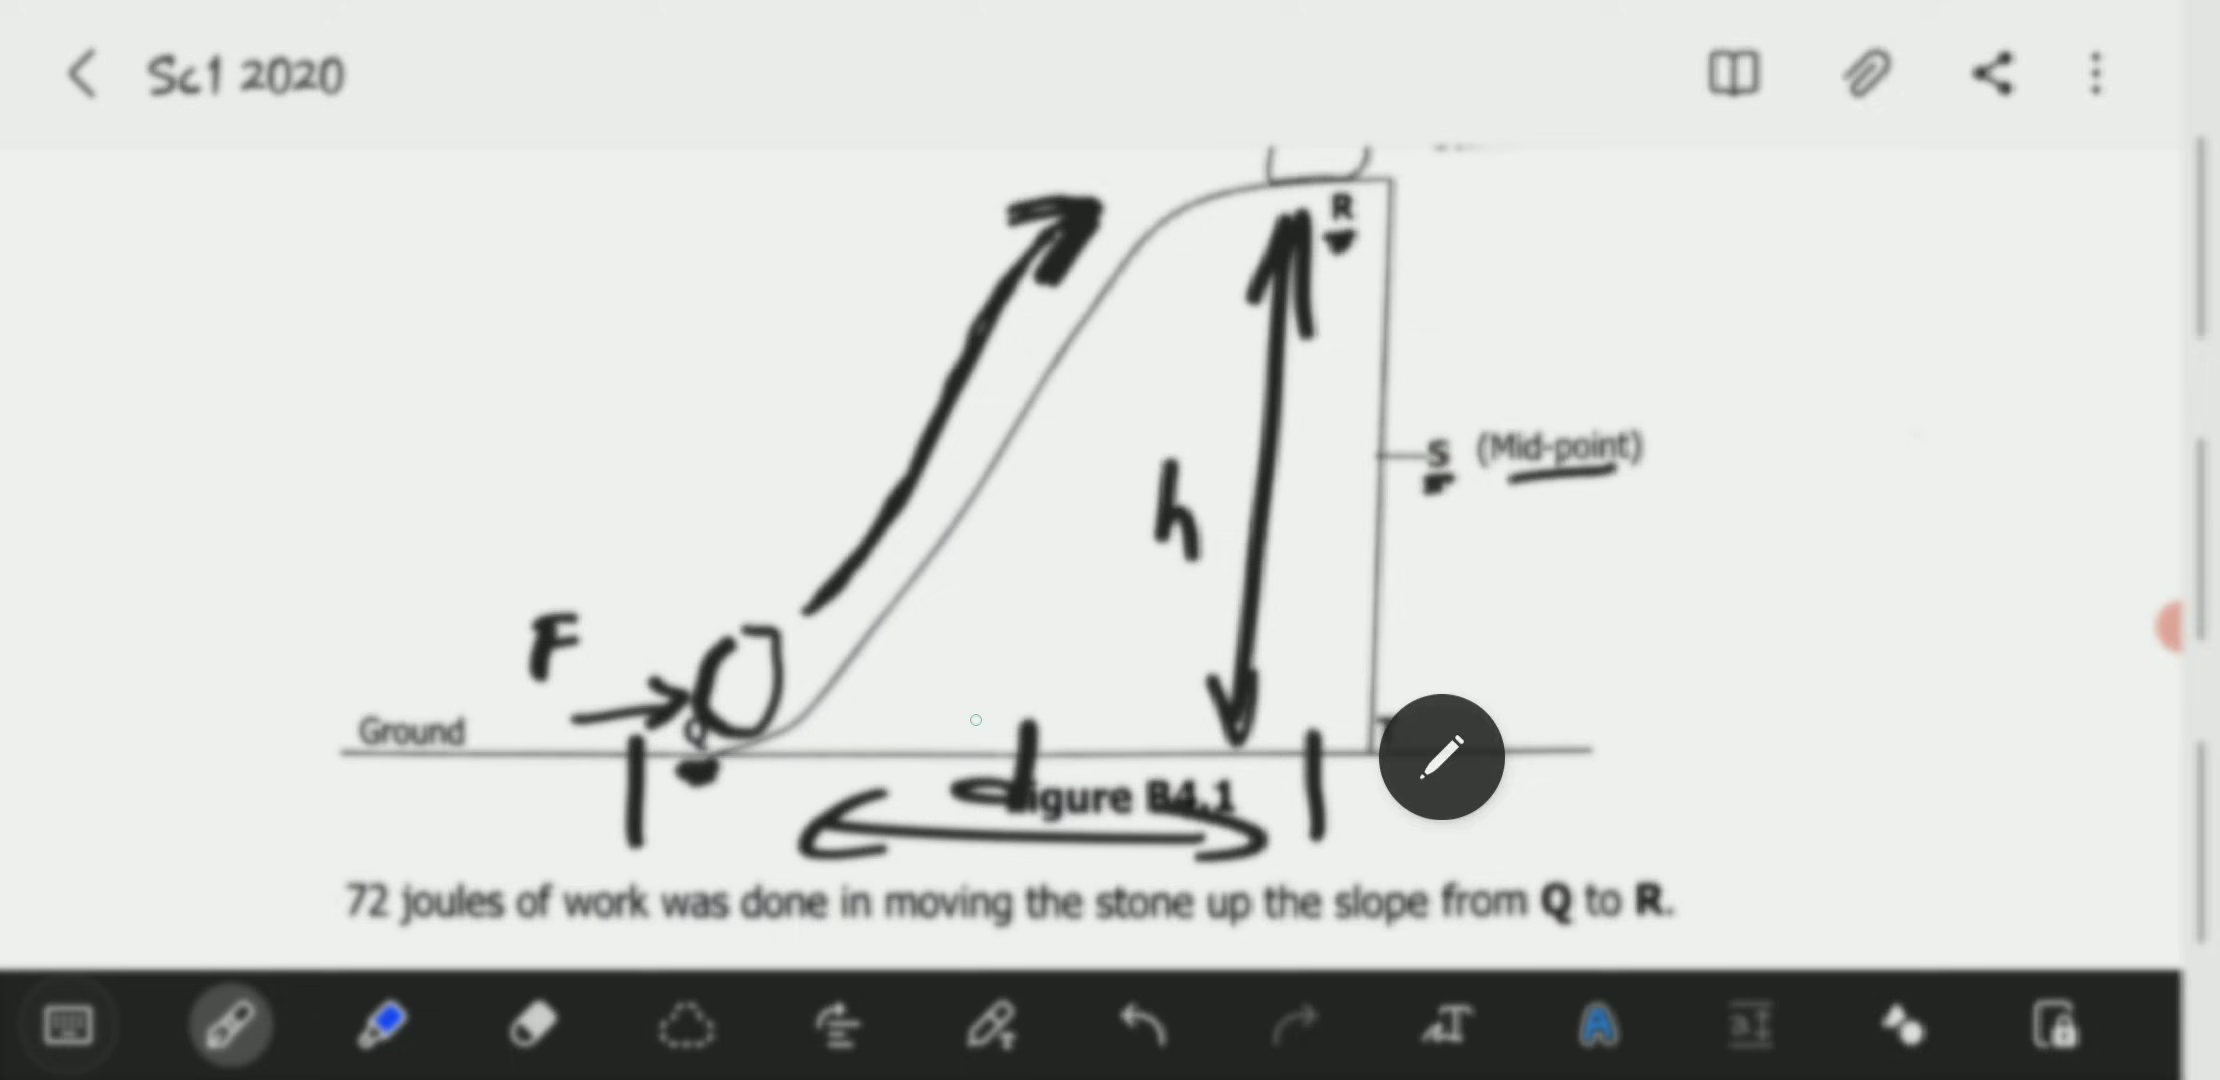 Sc1 2020
R
S (Mid-point)
h
F
Q
Ground
d
Figure B4.1
72 joules of work was done in moving the stone up the slope from Q to R.